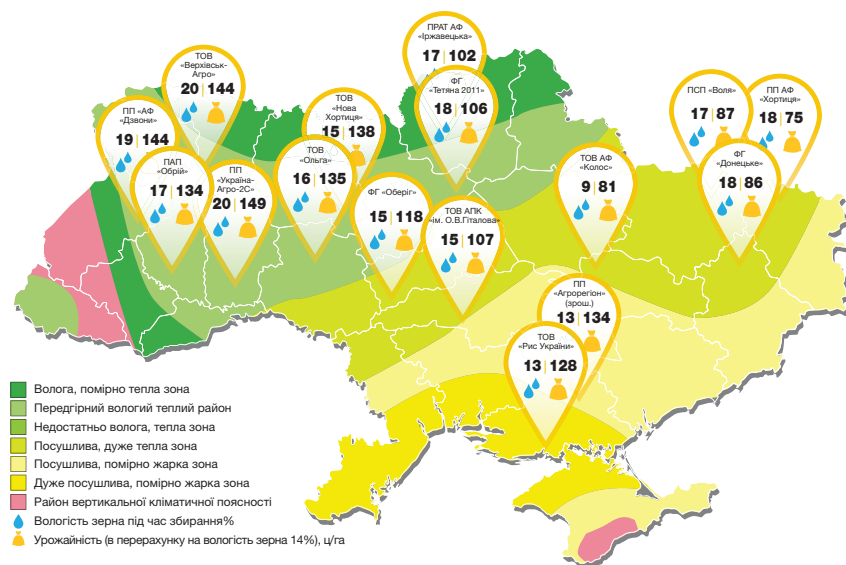 ТОВ
«Верхівськ-
Агро»
20|144
ПП «АФ
«Дзвони»
19|144
ПАП
«Обрій»
17|134
ПП
«Україна-
Агро-2С»
20|149
ТОВ
«Нова
Хортиця»
15|138
ТОВ
«Ольга»
16|135
ФГ «Оберіг»
15|118
ПРАТ АФ
«Іржавецька»
17|102
ФГ
«Тетяна 2011»
18|106
ТОВ АПК
«ім. О.В.Гіталова»
15|107
ТОВ АФ
«Колос»
9|81
ПСП «Воля»
17|87
ПП АФ
«Хортиця»
18|75
ФГ
«Донецьке»
18|86
ПП
«Агрорегіон»
(зрош.)
13|134
ТОВ
«Рис України»
13|128
Волога, помірно тепла зона
Передгірний вологий теплий район
Недостатньо волога, тепла зона
Посушлива, дуже тепла зона
Посушлива, помірно жарка зона
Дуже посушлива, помірно жарка зона
Район вертикальної кліматичної поясності
Вологість зерна під час збирання%
Урожайність (в перерахунку на вологість зерна 14%), ц/га